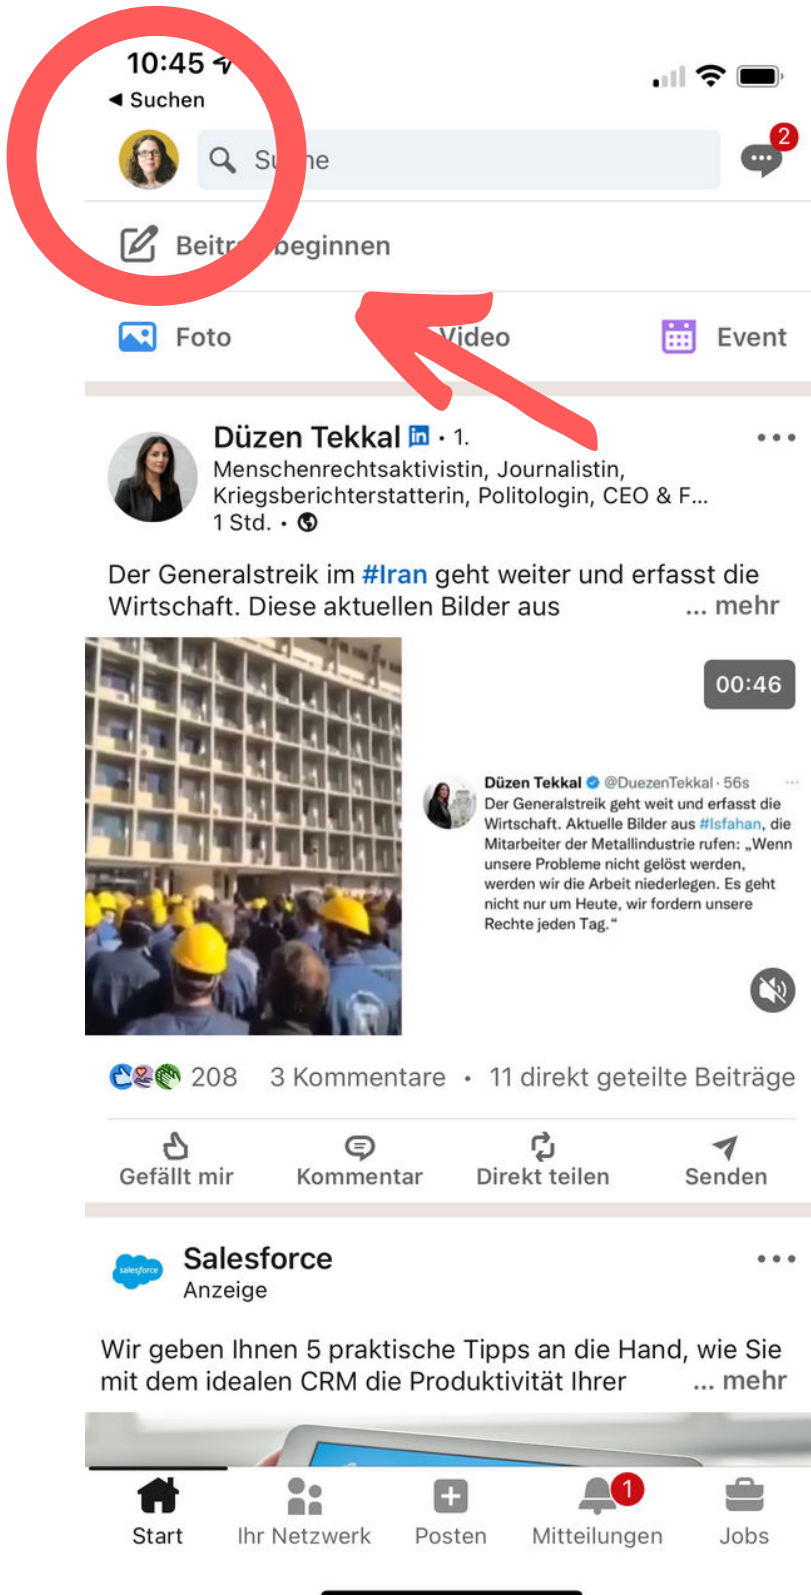 10:45
◀ Suchen
Suche
2
Beitrag beginnen
Foto
Video
Event
Düzen Tekkal in • 1.
Menschenrechtsaktivistin, Journalistin,
Kriegsberichterstatterin, Politologin, CEO & F...
1 Std. •
Der Generalstreik im #Iran geht weiter und erfasst die
Wirtschaft. Diese aktuellen Bilder aus ... mehr
00:46
Düzen Tekkal @DuezenTekkal · 56s
Der Generalstreik geht weit und erfasst die
Wirtschaft. Aktuelle Bilder aus #Isfahan, die
Mitarbeiter der Metallindustrie rufen: „Wenn
unsere Probleme nicht gelöst werden,
werden wir die Arbeit niederlegen. Es geht
nicht nur um Heute, wir fordern unsere
Rechte jeden Tag.“
208 3 Kommentare • 11 direkt geteilte Beiträge
Gefällt mir
Kommentar
Direkt teilen
Senden
salesforce
Salesforce
Anzeige
Wir geben Ihnen 5 praktische Tipps an die Hand, wie Sie
mit dem idealen CRM die Produktivität Ihrer ... mehr
1
Start
Ihr Netzwerk
Posten
Mitteilungen
Jobs